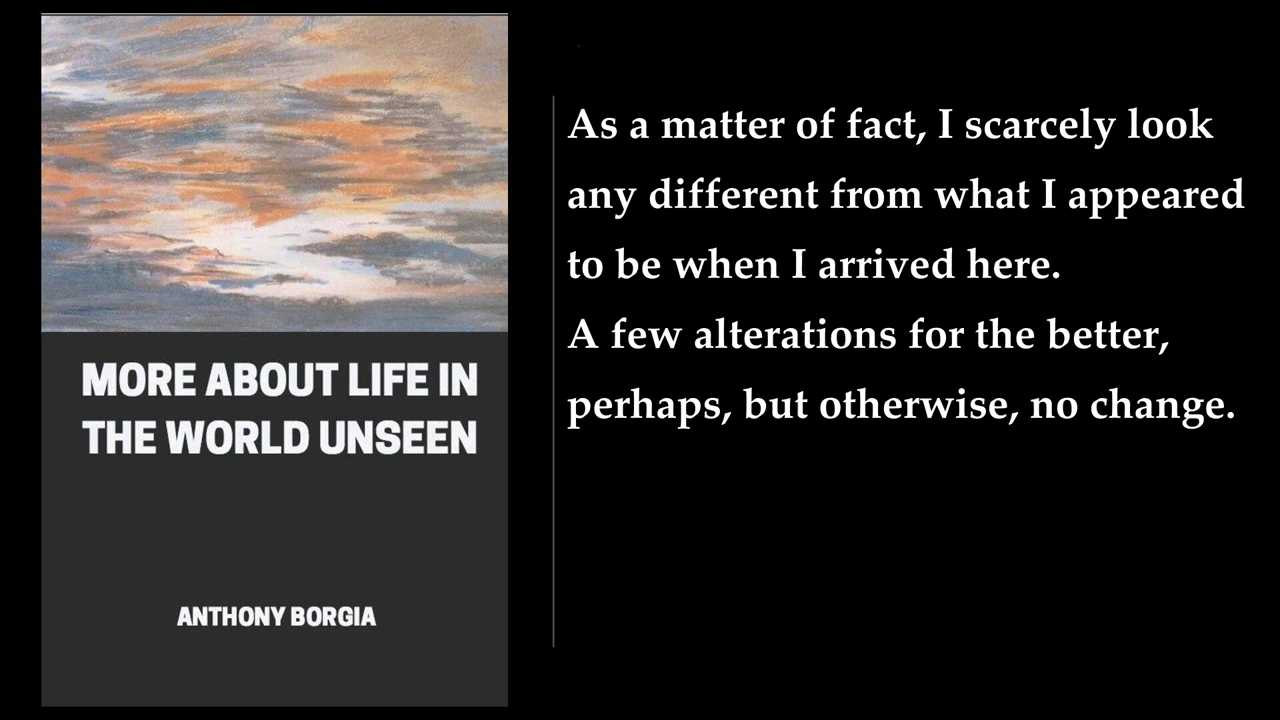 MORE ABOUT LIFE IN
THE WORLD UNSEEN
ANTHONY BORGIA
As a matter of fact, I scarcely look
any different from what I appeared
to be when I arrived here.
A few alterations for the better,
perhaps, but otherwise, no change.